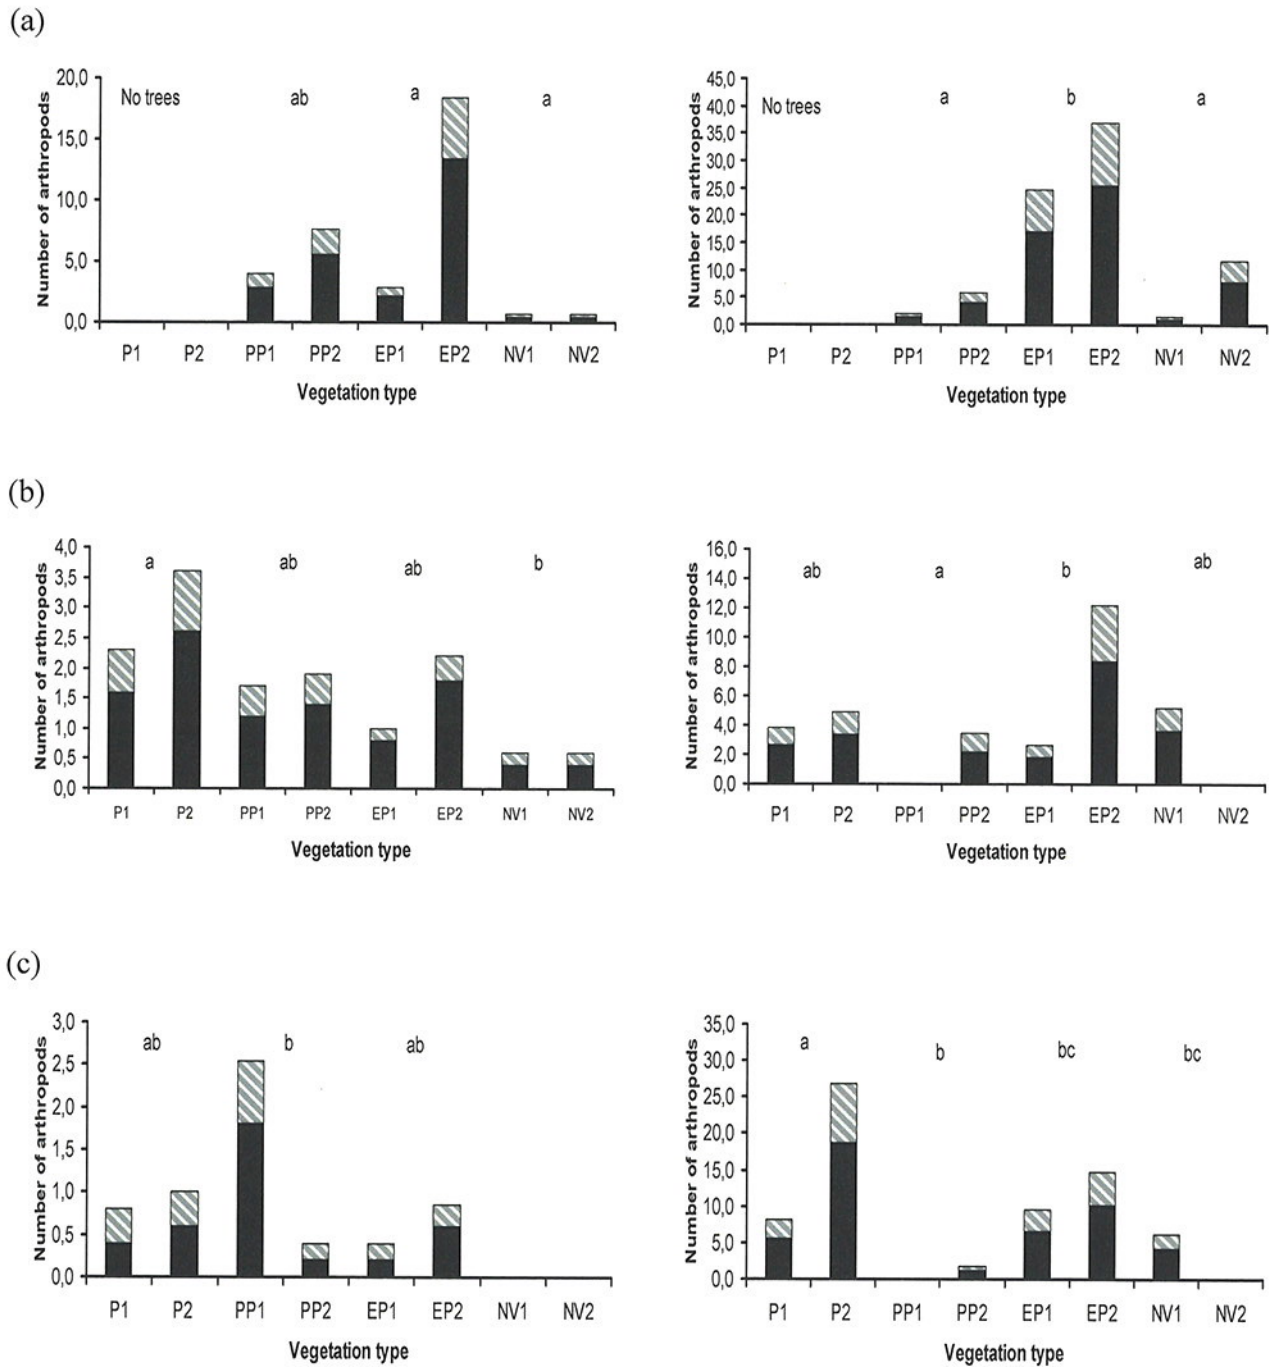 (a)
Number of arthropods
20,0
15,0
10,0
5,0
0,0
No trees ab a a
P1 P2 PP1 PP2 EP1 EP2 NV1 NV2
Vegetation type
Number of arthropods
45,0
40,0
35,0
30,0
25,0
20,0
15,0
10,0
5,0
0,0
No trees a b a
P1 P2 PP1 PP2 EP1 EP2 NV1 NV2
Vegetation type
(b)
Number of arthropods
4,0
3,5
3,0
2,5
2,0
1,5
1,0
0,5
0,0
a ab ab b
P1 P2 PP1 PP2 EP1 EP2 NV1 NV2
Vegetation type
Number of arthropods
16,0
14,0
12,0
10,0
8,0
6,0
4,0
2,0
0,0
ab a b ab
P1 P2 PP1 PP2 EP1 EP2 NV1 NV2
Vegetation type
(c)
Number of arthropods
3,0
2,5
2,0
1,5
1,0
0,5
0,0
ab b ab
P1 P2 PP1 PP2 EP1 EP2 NV1 NV2
Vegetation type
Number of arthropods
35,0
30,0
25,0
20,0
15,0
10,0
5,0
0,0
a b bc bc
P1 P2 PP1 PP2 EP1 EP2 NV1 NV2
Vegetation type